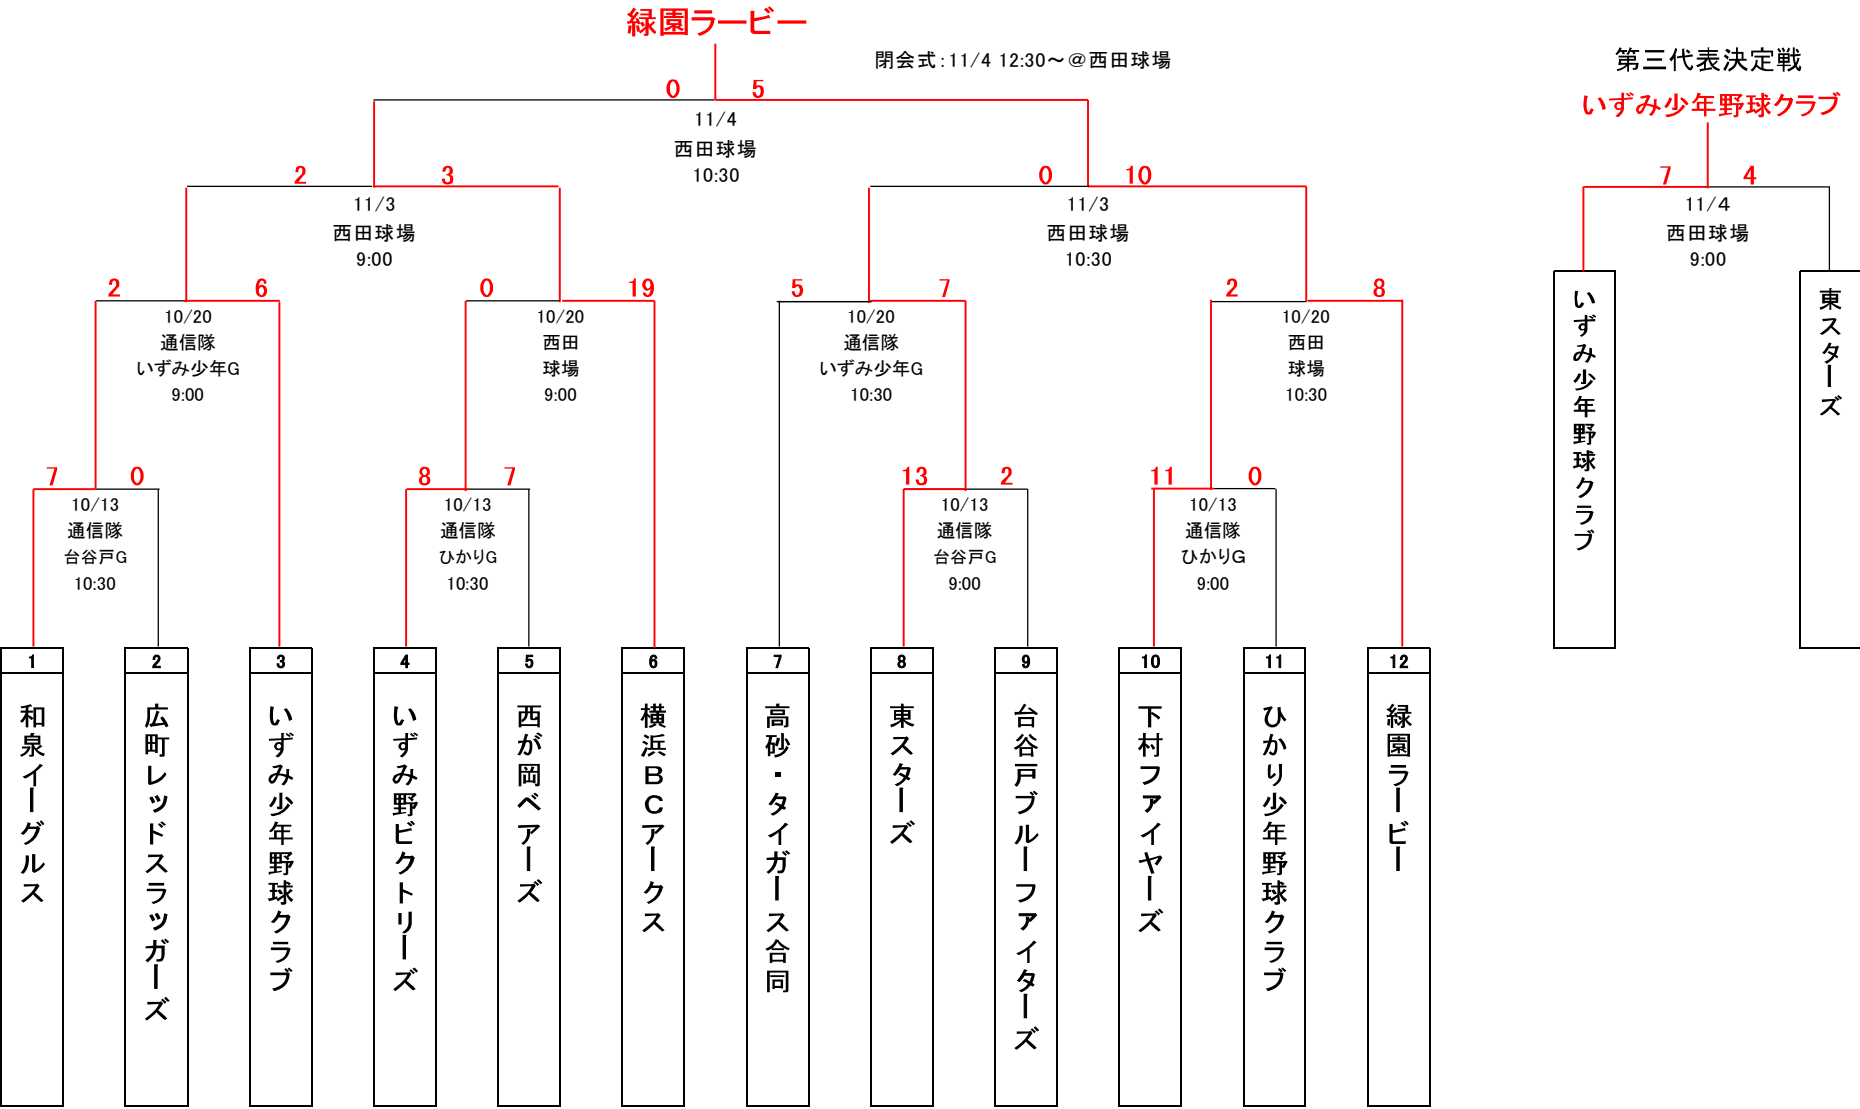 緑園ラービー
閉会式：11/4 12:30～＠西田球場
0 5
11/4
西田球場
10:30
2 3
11/3
西田球場
9:00
0 10
11/3
西田球場
10:30
2 6
10/20
通信隊
いずみ少年G
9:00
0 19
10/20
西田
球場
9:00
5 7
10/20
通信隊
いずみ少年G
10:30
2 8
10/20
西田
球場
10:30
7 0
10/13
通信隊
台谷戸G
10:30
8 7
10/13
通信隊
ひかりG
10:30
13 2
10/13
通信隊
台谷戸G
9:00
11 0
10/13
通信隊
ひかりG
9:00
1
和泉イーグルス
2
広町レッドスラッガーズ
3
いずみ少年野球クラブ
4
いずみ野ビクトリーズ
5
西が岡ベアーズ
6
横浜ＢＣアークス
7
高砂・タイガース合同
8
東スターズ
9
台谷戸ブルーファイターズ
10
下村ファイヤーズ
11
ひかり少年野球クラブ
12
緑園ラービー
第三代表決定戦
いずみ少年野球クラブ
7 4
11/4
西田球場
9:00
いずみ少年野球クラブ
東スターズ